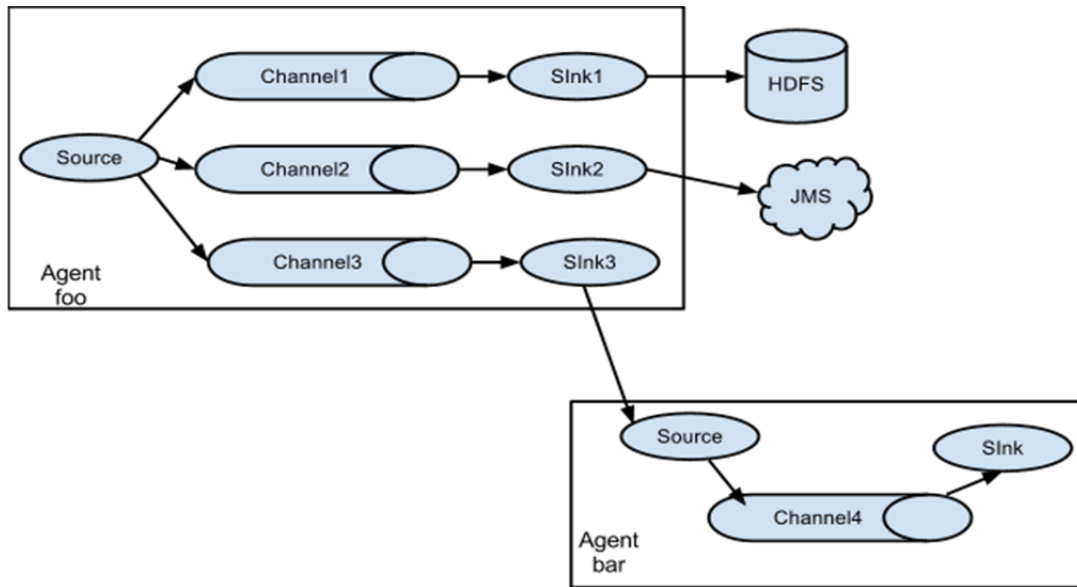 Channel1
SInk1
HDFS
Source
Channel2
SInk2
JMS
Channel3
SInk3
Agent
foo
Source
SInk
Channel4
Agent
bar